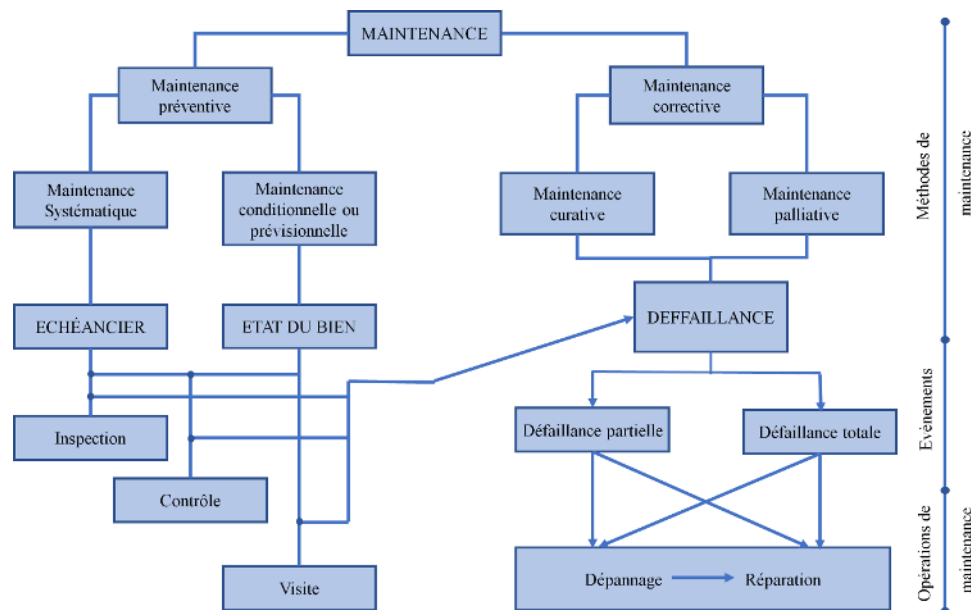 MAINTENANCE
Maintenance
préventive
Maintenance
corrective
Maintenance
Systématique
Maintenance
conditionnelle ou
prévisionnelle
Maintenance
curative
Maintenance
palliative
ECHÉANCIER
ETAT DU BIEN
DEFFAILLANCE
Défaillance partielle
Défaillance totale
Inspection
Contrôle
Visite
Dépannage
Réparation
Méthodes de
maintenance
Evènements
Opérations de
maintenance